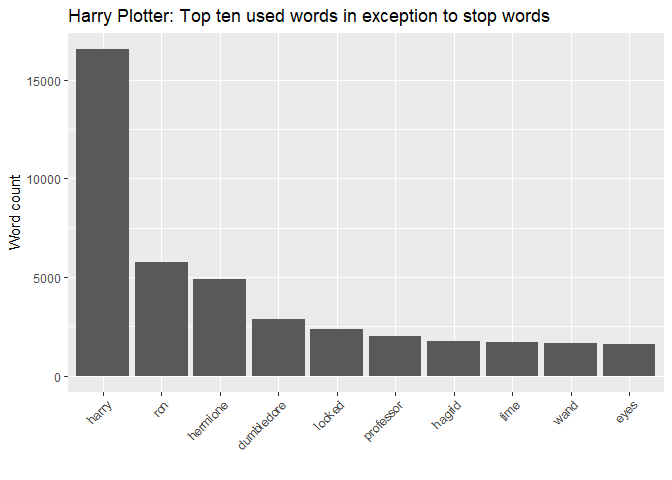 Harry Plotter: Top ten used words in exception to stop words
Word count
15000
10000
5000
0
harry
ron
hermione
dumbledore
looked
professor
hagrid
time
wand
eyes